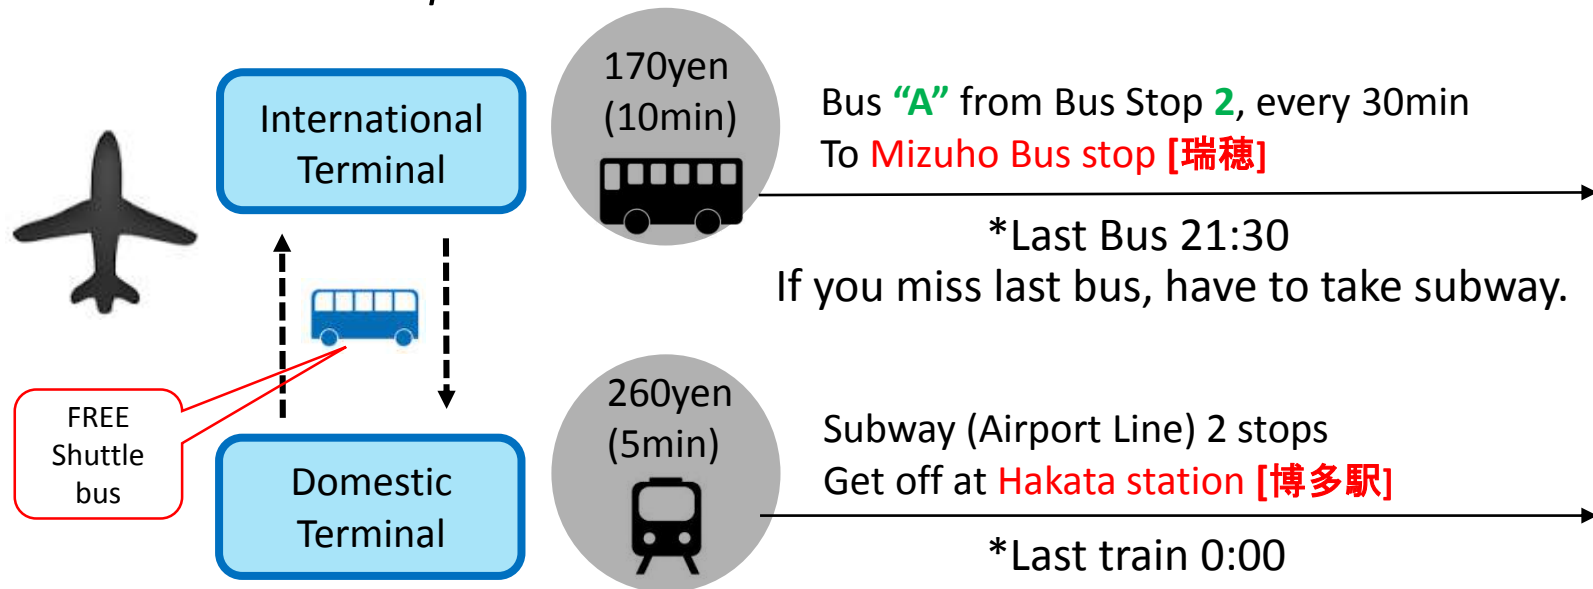 International
Terminal
170yen
(10min)
Bus “A” from Bus Stop 2, every 30min
To Mizuho Bus stop [瑞穂]
*Last Bus 21:30
If you miss last bus, have to take subway.
FREE
Shuttle
bus
Domestic
Terminal
260yen
(5min)
Subway (Airport Line) 2 stops
Get off at Hakata station [博多駅]
*Last train 0:00